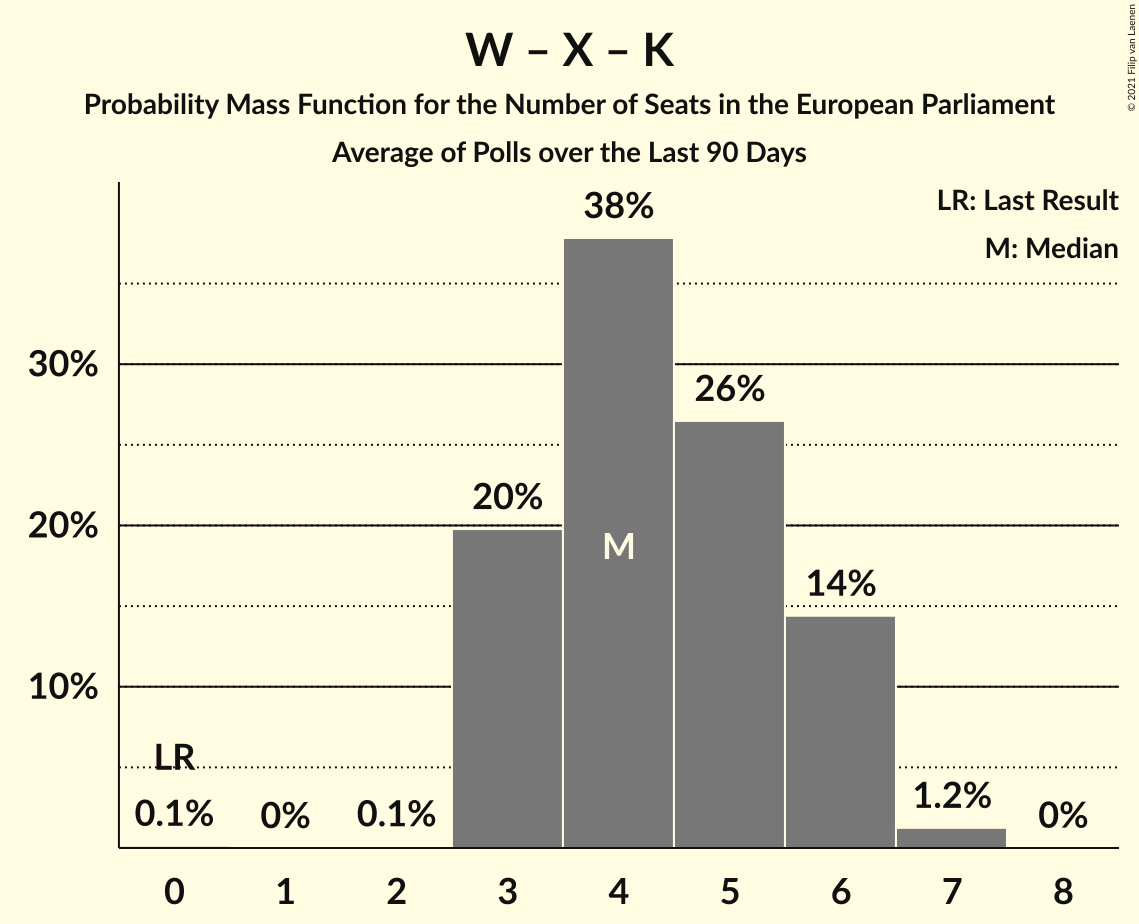 W – X – K
Probability Mass Function for the Number of Seats in the European Parliament
Average of Polls over the Last 90 Days
© 2021 Filip van Laenen
LR: Last Result
M: Median
38%
30%
26%
20%
20%
M
14%
10%
LR
0.1%
0%
0.1%
1.2%
0%
0 1 2 3 4 5 6 7 8